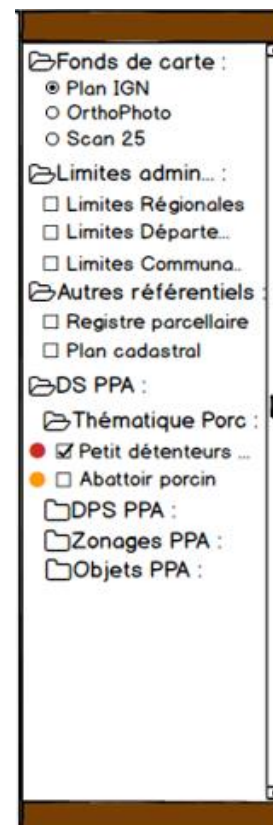 Fonds de carte :
Plan IGN
OrthoPhoto
Scan 25
Limites admin... :
Limites Régionales
Limites Départe...
Limites Communa..
Autres référentiels :
Registre parcellaire
Plan cadastral
DS PPA :
Thématique Porc :
Petit détenteurs ...
Abattoir porcin
DPS PPA :
Zonages PPA :
Objets PPA :